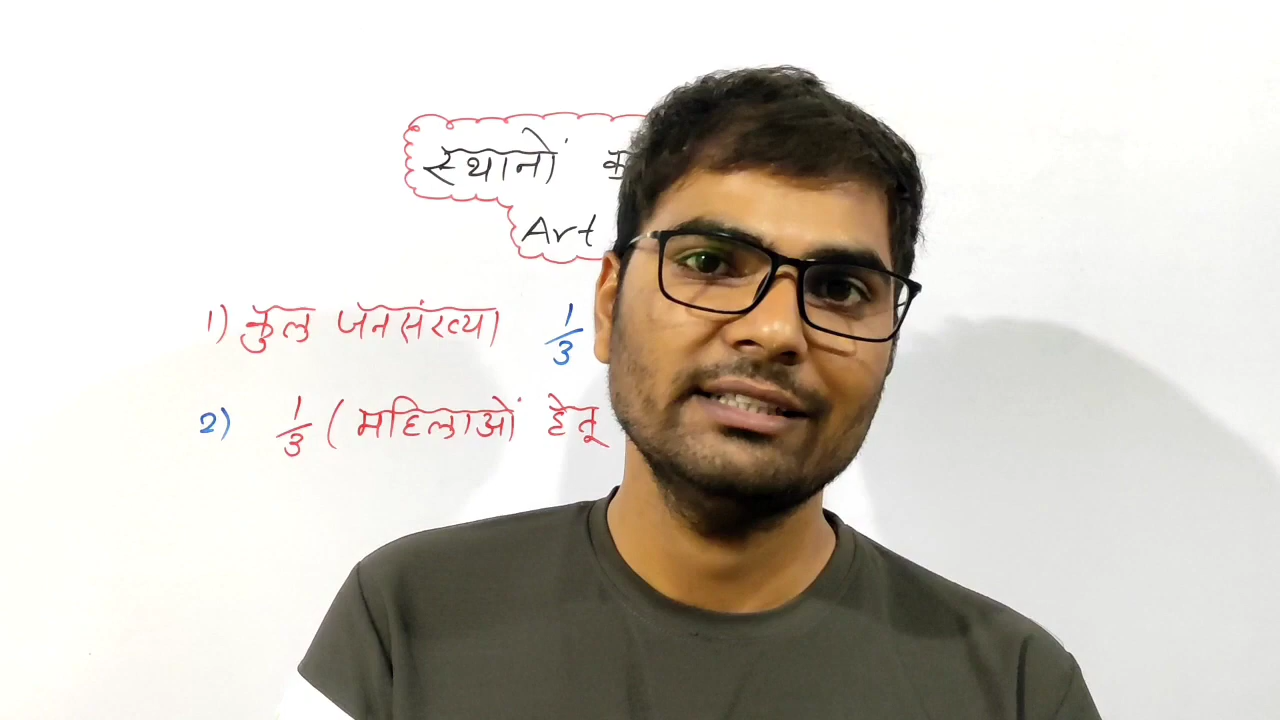 स्थानों
Art
1) कुल जनसंख्या 1/3
2) 1/3 (महिलाओं हेतू